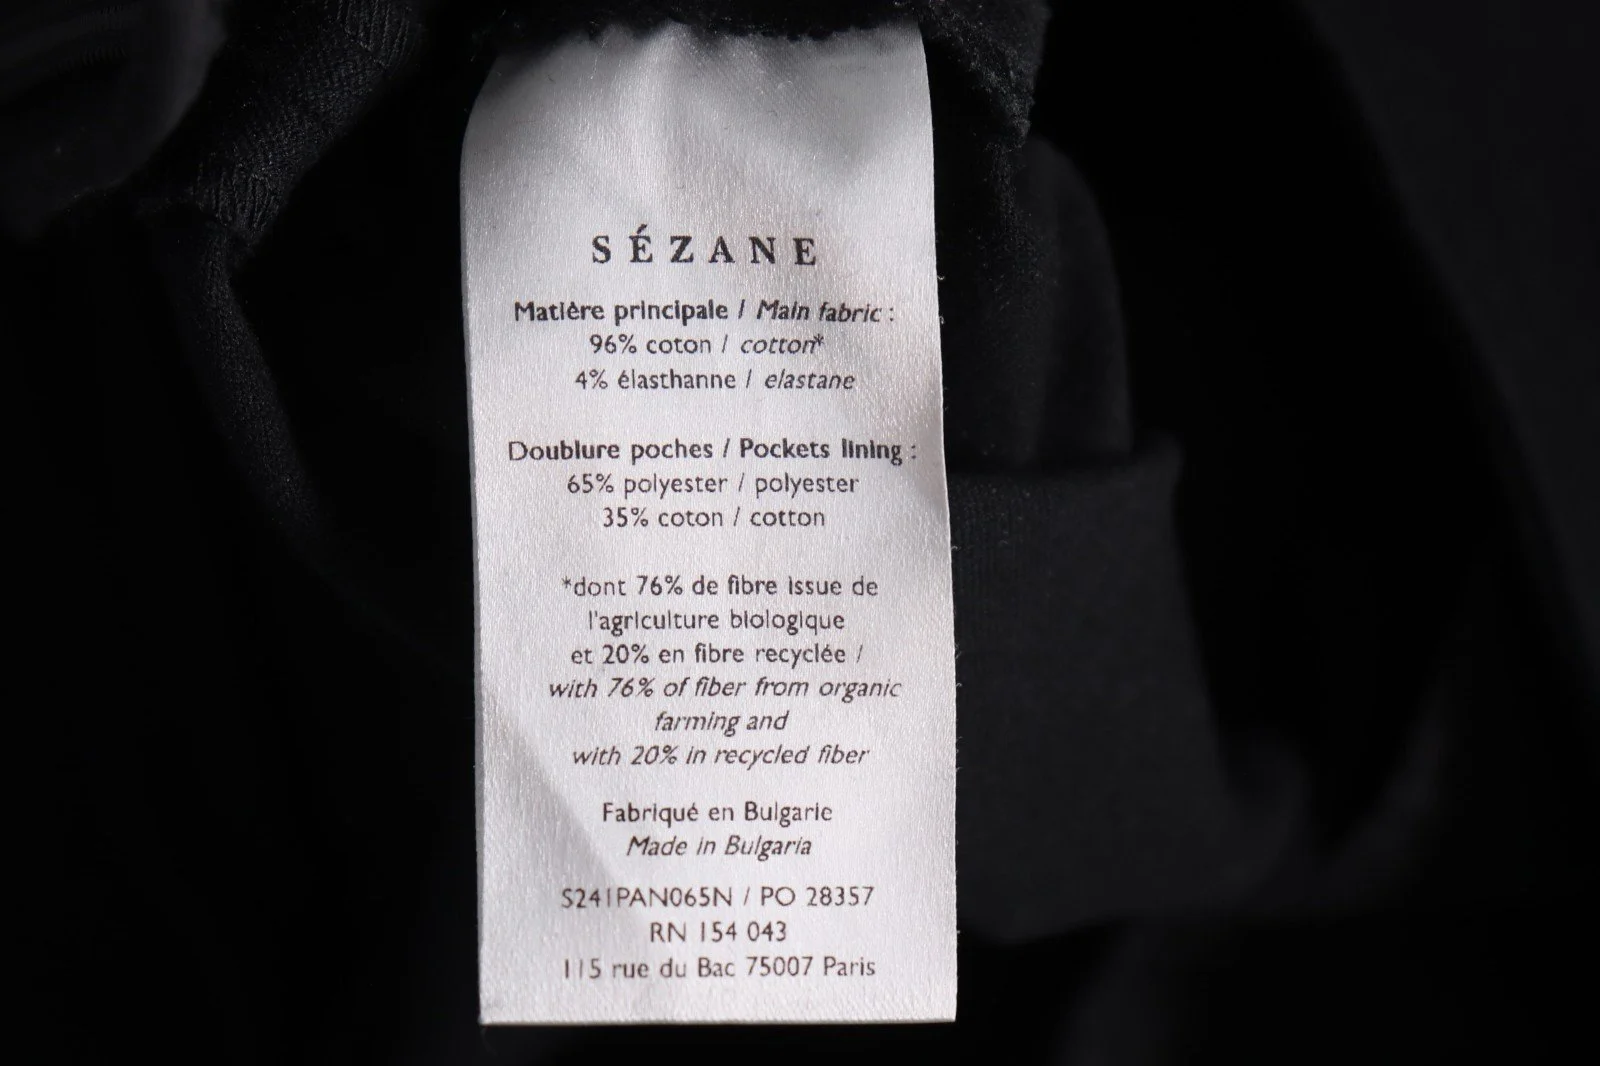 SÉZANE
Matière principale / Main fabric :
96% coton / cotton*
4% élasthanne / elastane
Doublure poches / Pockets lining :
65% polyester / polyester
35% coton / cotton
*dont 76% de fibre issue de
l'agriculture biologique
et 20% en fibre recyclée /
with 76% of fiber from organic
farming and
with 20% in recycled fiber
Fabriqué en Bulgarie
Made in Bulgaria
S241PAN065N / PO 28357
RN 154 043
115 rue du Bac 75007 Paris